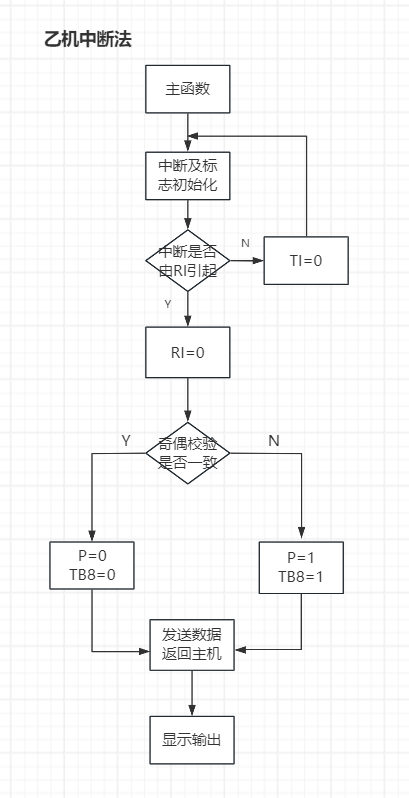 乙机中断法
主函数
中断及标
志初始化
中断是否
由RI引起
N
TI=0
Y
RI=0
奇偶校验
是否一致
Y
N
P=0
TB8=0
P=1
TB8=1
发送数据
返回主机
显示输出